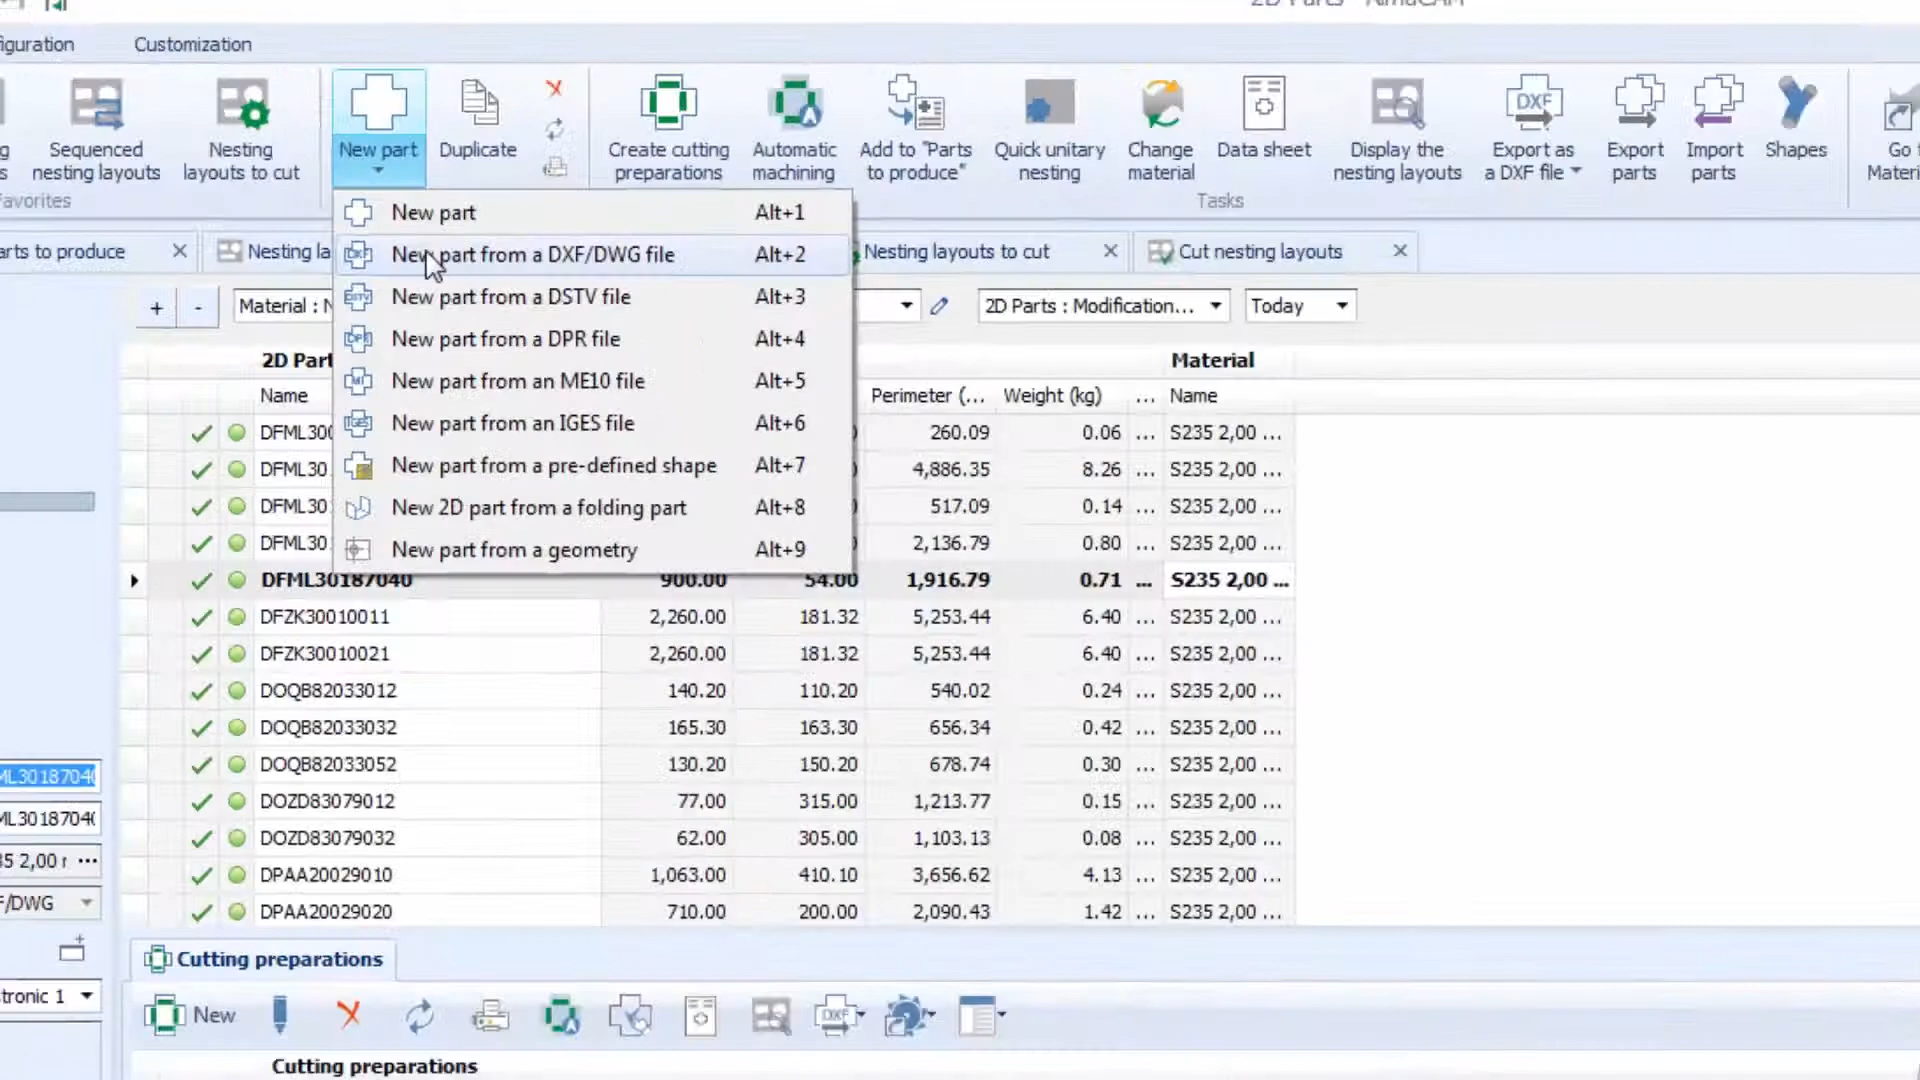 2D Parts - AlmaCAM
figuration Customization
Sequenced nesting layouts
Nesting layouts to cut
New part
Duplicate
Create cutting preparations
Automatic machining
Add to "Parts to produce"
Quick unitary nesting
Change material
Data sheet
Display the nesting layouts
DXF
Export as a DXF file
Export parts
Import parts
Shapes
Go
Materi
avorites
Tasks
New part Alt+1
New part from a DXF/DWG file Alt+2
New part from a DSTV file Alt+3
New part from a DPR file Alt+4
New part from an ME10 file Alt+5
New part from an IGES file Alt+6
New part from a pre-defined shape Alt+7
New 2D part from a folding part Alt+8
New part from a geometry Alt+9
arts to produce
Nesting la
Nesting layouts to cut
Cut nesting layouts
+ - Material : N 2D Parts : Modification... Today
2D Part Material
Name Perimeter (... Weight (kg) ... Name
DFML300 260.09 0.06 ... S235 2,00 ...
DFML30 4,886.35 8.26 ... S235 2,00 ...
DFML30 517.09 0.14 ... S235 2,00 ...
DFML30 2,136.79 0.80 ... S235 2,00 ...
DFML30187040 900.00 54.00 1,916.79 0.71 ... S235 2,00 ...
DFZK30010011 2,260.00 181.32 5,253.44 6.40 ... S235 2,00 ...
DFZK30010021 2,260.00 181.32 5,253.44 6.40 ... S235 2,00 ...
DOQB82033012 140.20 110.20 540.02 0.24 ... S235 2,00 ...
DOQB82033032 165.30 163.30 656.34 0.42 ... S235 2,00 ...
DOQB82033052 130.20 150.20 678.74 0.30 ... S235 2,00 ...
DOZD83079012 77.00 315.00 1,213.77 0.15 ... S235 2,00 ...
DOZD83079032 62.00 305.00 1,103.13 0.08 ... S235 2,00 ...
DPAA20029010 1,063.00 410.10 3,656.62 4.13 ... S235 2,00 ...
DPAA20029020 710.00 200.00 2,090.43 1.42 ... S235 2,00 ...
ML3018704
ML3018704
35 2,00 r ...
F/DWG
tronic 1
Cutting preparations
New
DXF
Cutting preparations